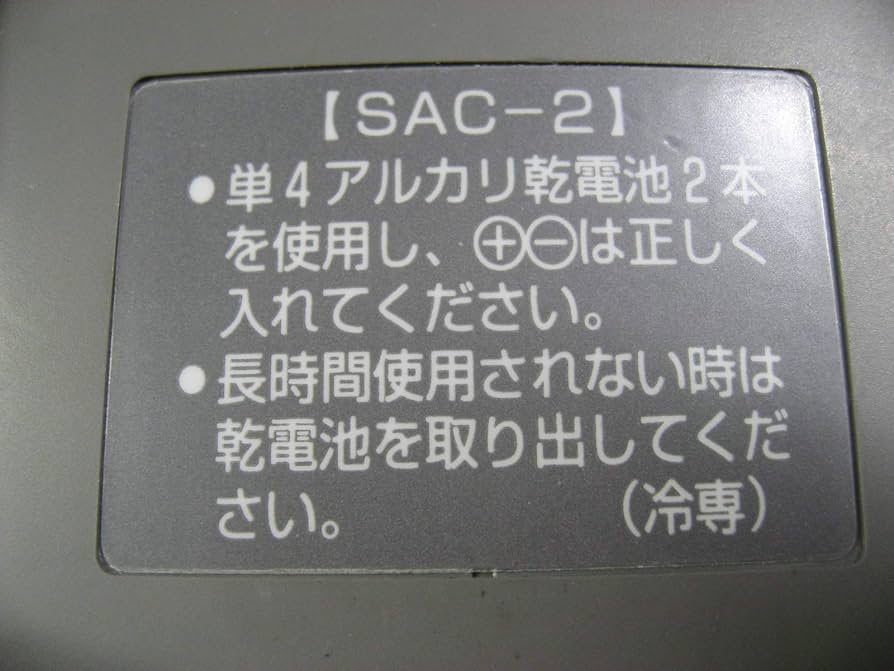 【SAC-2】
●単4アルカリ乾電池2本
を使用し、⊕⊖は正しく
入れてください。
●長時間使用されない時は
乾電池を取り出してくだ
さい。 (冷専)